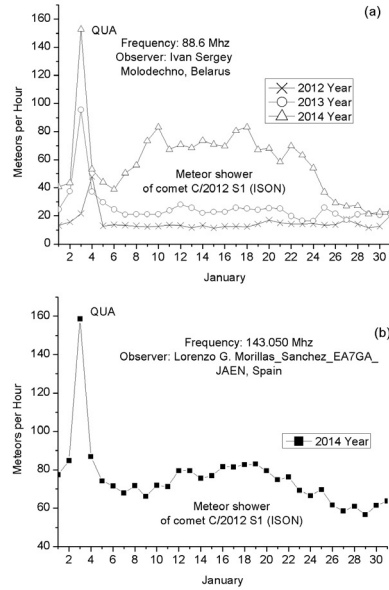 (a)
QUA
Frequency: 88.6 Mhz
Observer: Ivan Sergey
Molodechno, Belarus
2012 Year
2013 Year
2014 Year
Meteor shower
of comet C/2012 S1 (ISON)
Meteors per Hour
160
140
120
100
80
60
40
20
0
2 4 6 8 10 12 14 16 18 20 22 24 26 28 30
January
(b)
QUA
Frequency: 143.050 Mhz
Observer: Lorenzo G. Morillas_Sanchez_EA7GA_
JAEN, Spain
2014 Year
Meteor shower
of comet C/2012 S1 (ISON)
Meteors per Hour
160
140
120
100
80
60
40
2 4 6 8 10 12 14 16 18 20 22 24 26 28 30
January